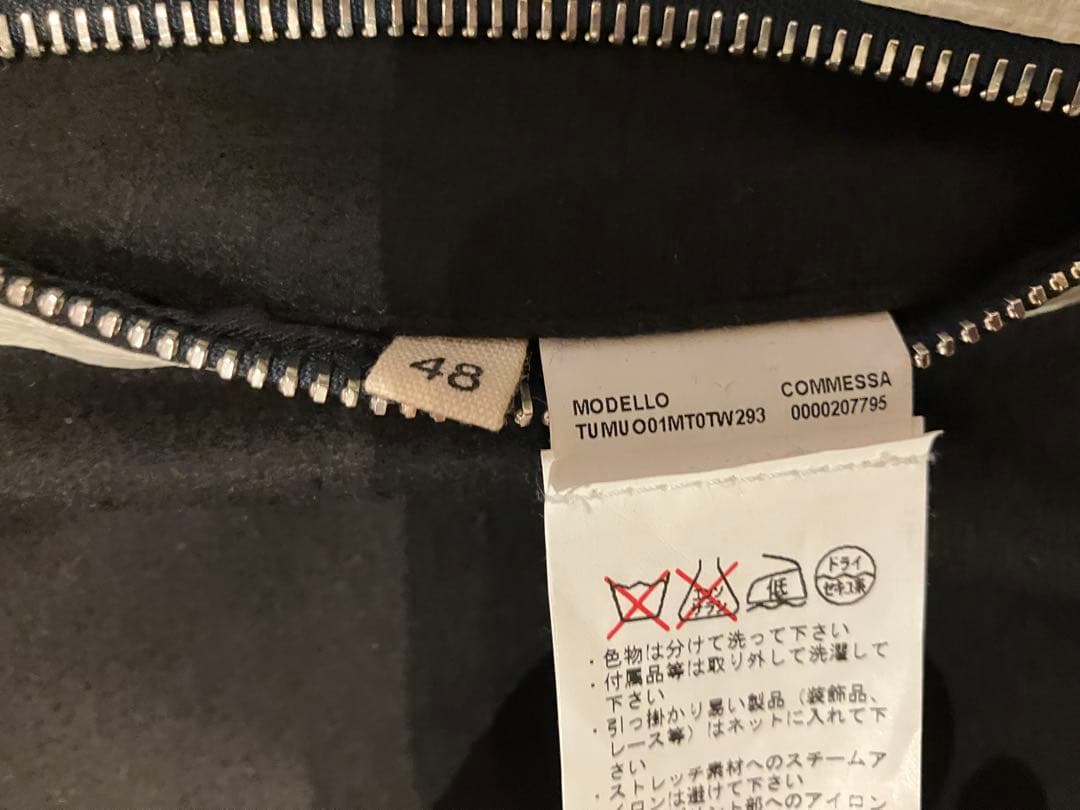 48
MODELLO COMMESSA
TUMUO01MT0TW293 0000207795
低
ドライ
セキユ系
・色物は分けて洗って下さい
・付属品等は取り外して洗濯して
下さい
・引っ掛かり易い製品（装飾品、
レース等）はネットに入れて下
さい
・ストレッチ素材へのスチームア
イロンは避けて下さい